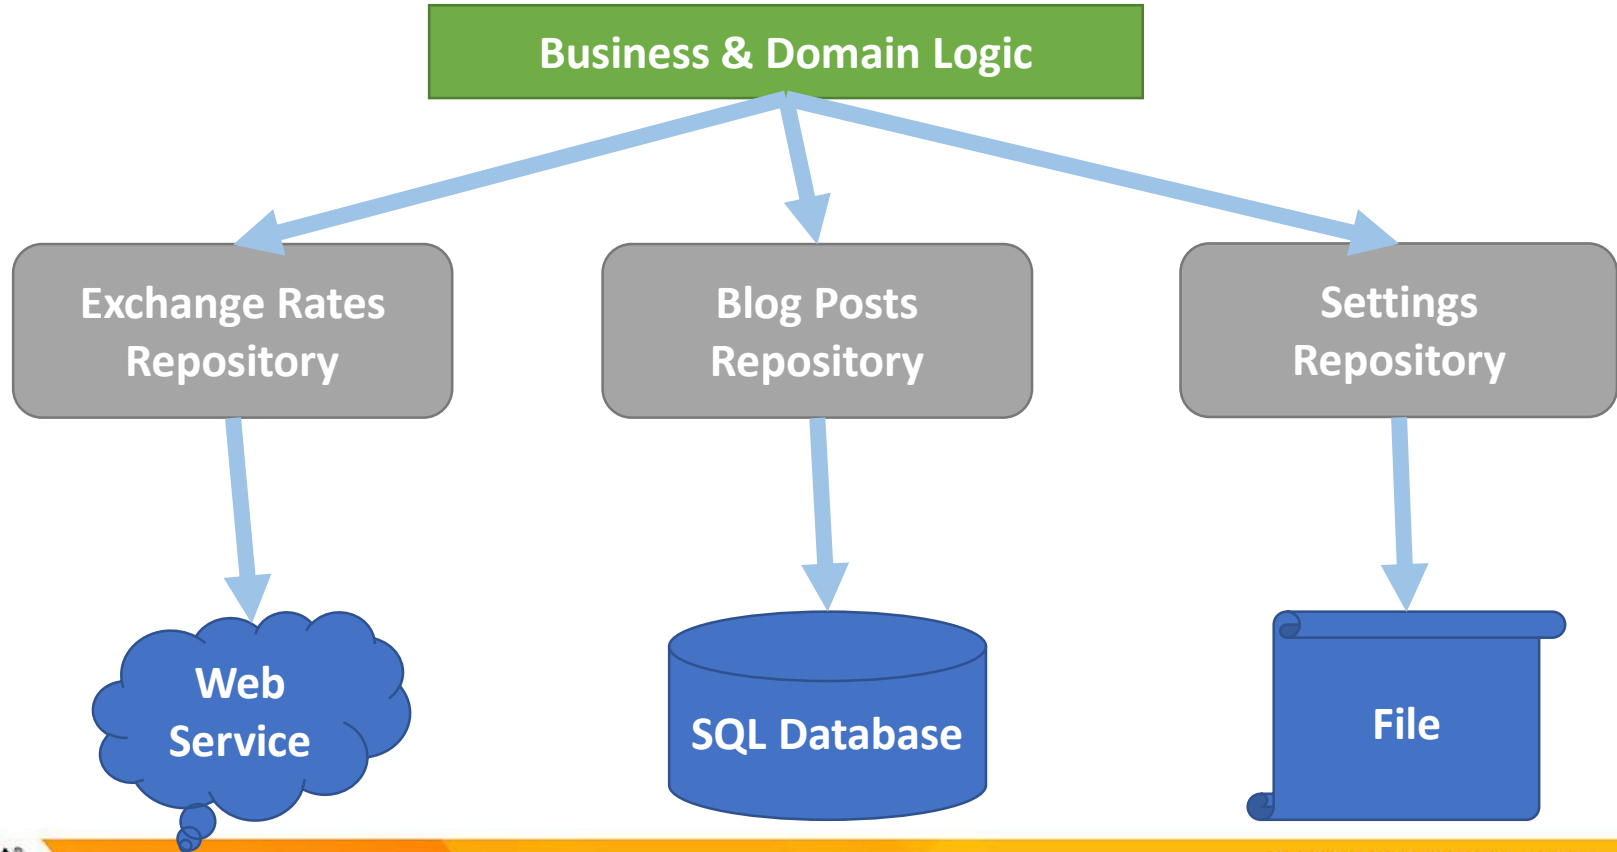 Business & Domain Logic
Exchange Rates
Repository
Blog Posts
Repository
Settings
Repository
Web
Service
SQL Database
File